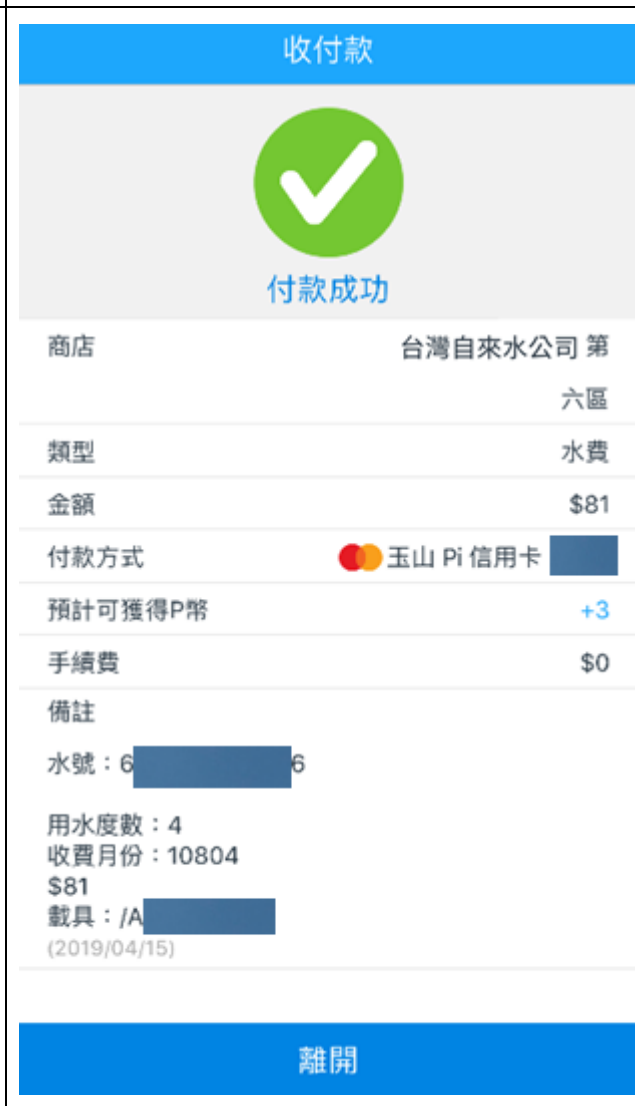 收付款
付款成功
商店 台灣自來水公司 第
六區
類型 水費
金額 $81
付款方式 玉山 Pi 信用卡
預計可獲得P幣 +3
手續費 $0
備註
水號：6 6
用水度數：4
收費月份：10804
$81
載具：/A
(2019/04/15)
離開